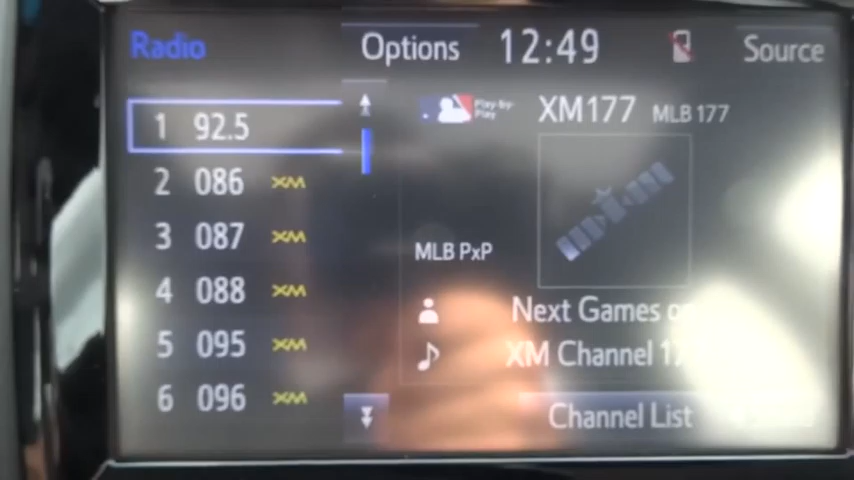 Radio
Options
12:49
Source
1 92.5
2 086 XM
3 087 XM
4 088 XM
5 095 XM
6 096 XM
Play-by-
Play
XM177 MLB 177
MLB PxP
Next Games
XM Channel
Channel List